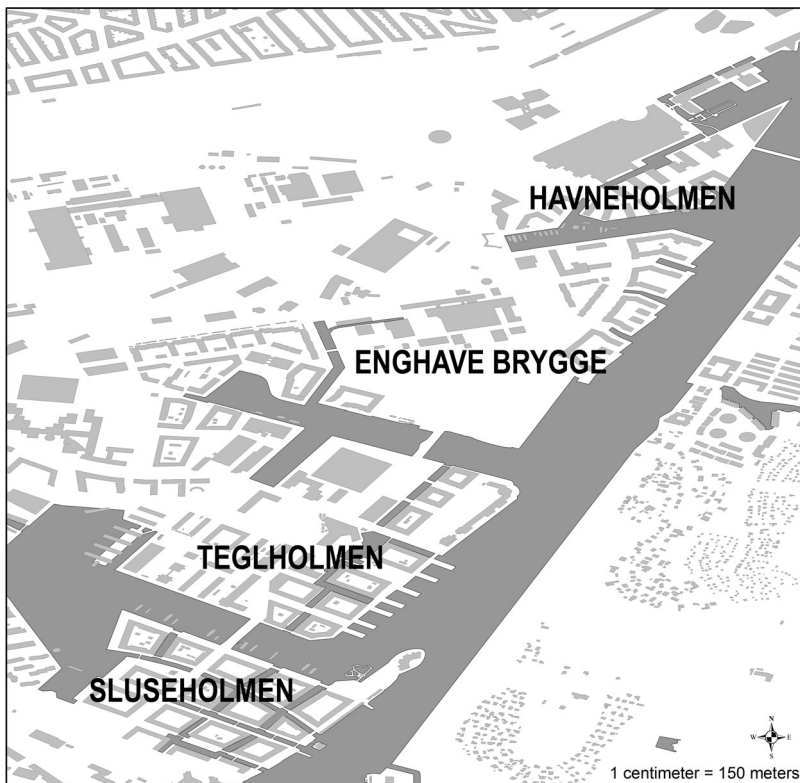 HAVNEHOLMEN
ENGHAVE BRYGGE
TEGLHOLMEN
SLUSEHOLMEN
N
W E
S
1 centimeter = 150 meters